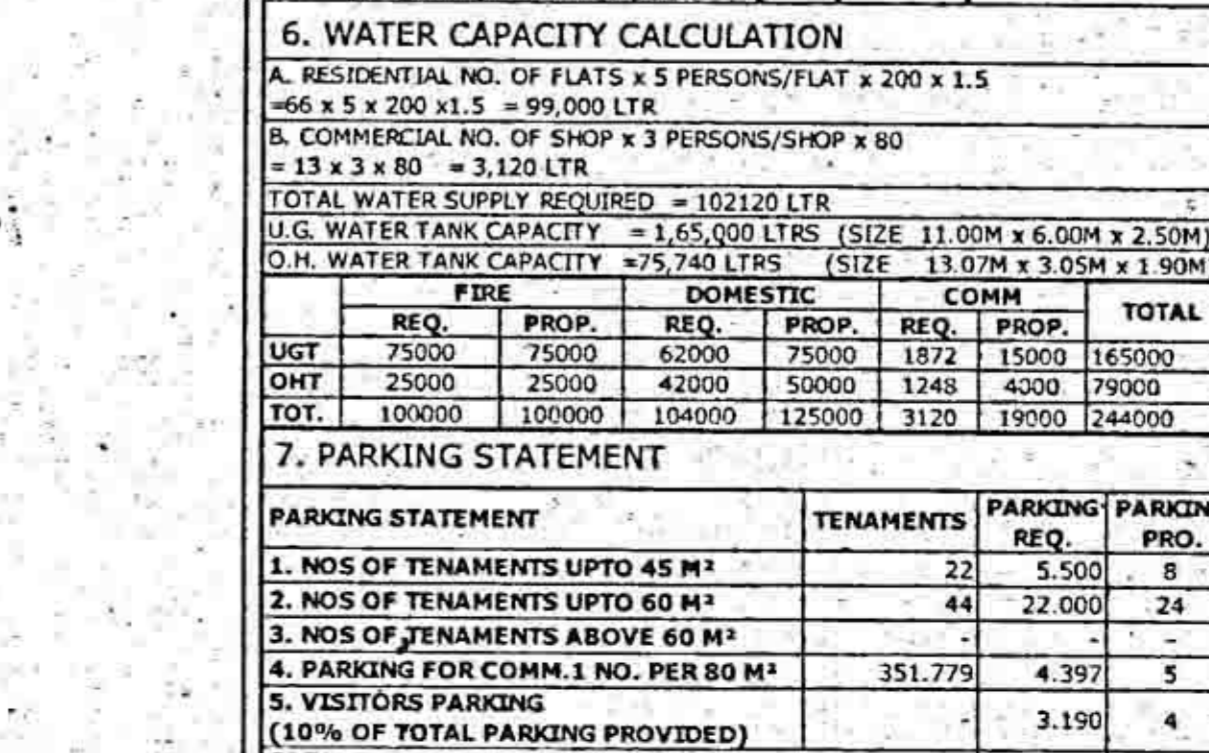 6. WATER CAPACITY CALCULATION
A. RESIDENTIAL NO. OF FLATS x 5 PERSONS/FLAT x 200 x 1.5
=66 x 5 x 200 x1.5 = 99,000 LTR
B. COMMERCIAL NO. OF SHOP x 3 PERSONS/SHOP x 80
= 13 x 3 x 80 = 3,120 LTR
TOTAL WATER SUPPLY REQUIRED = 102120 LTR
U.G. WATER TANK CAPACITY = 1,65,000 LTRS (SIZE 11.00M x 6.00M x 2.50M)
O.H. WATER TANK CAPACITY =75,740 LTRS (SIZE 13.07M x 3.05M x 1.90M
FIRE DOMESTIC COMM TOTAL
REQ. PROP. REQ. PROP. REQ. PROP.
UGT 75000 75000 62000 75000 1872 15000 165000
OHT 25000 25000 42000 50000 1248 4000 79000
TOT. 100000 100000 104000 125000 3120 19000 244000
7. PARKING STATEMENT
PARKING STATEMENT TENAMENTS PARKING REQ. PARKIN PRO.
1. NOS OF TENAMENTS UPTO 45 M² 22 5.500 8
2. NOS OF TENAMENTS UPTO 60 M² 44 22.000 24
3. NOS OF TENAMENTS ABOVE 60 M² - - -
4. PARKING FOR COMM.1 NO. PER 80 M² 351.779 4.397 5
5. VISITORS PARKING
(10% OF TOTAL PARKING PROVIDED) - 3.190 4